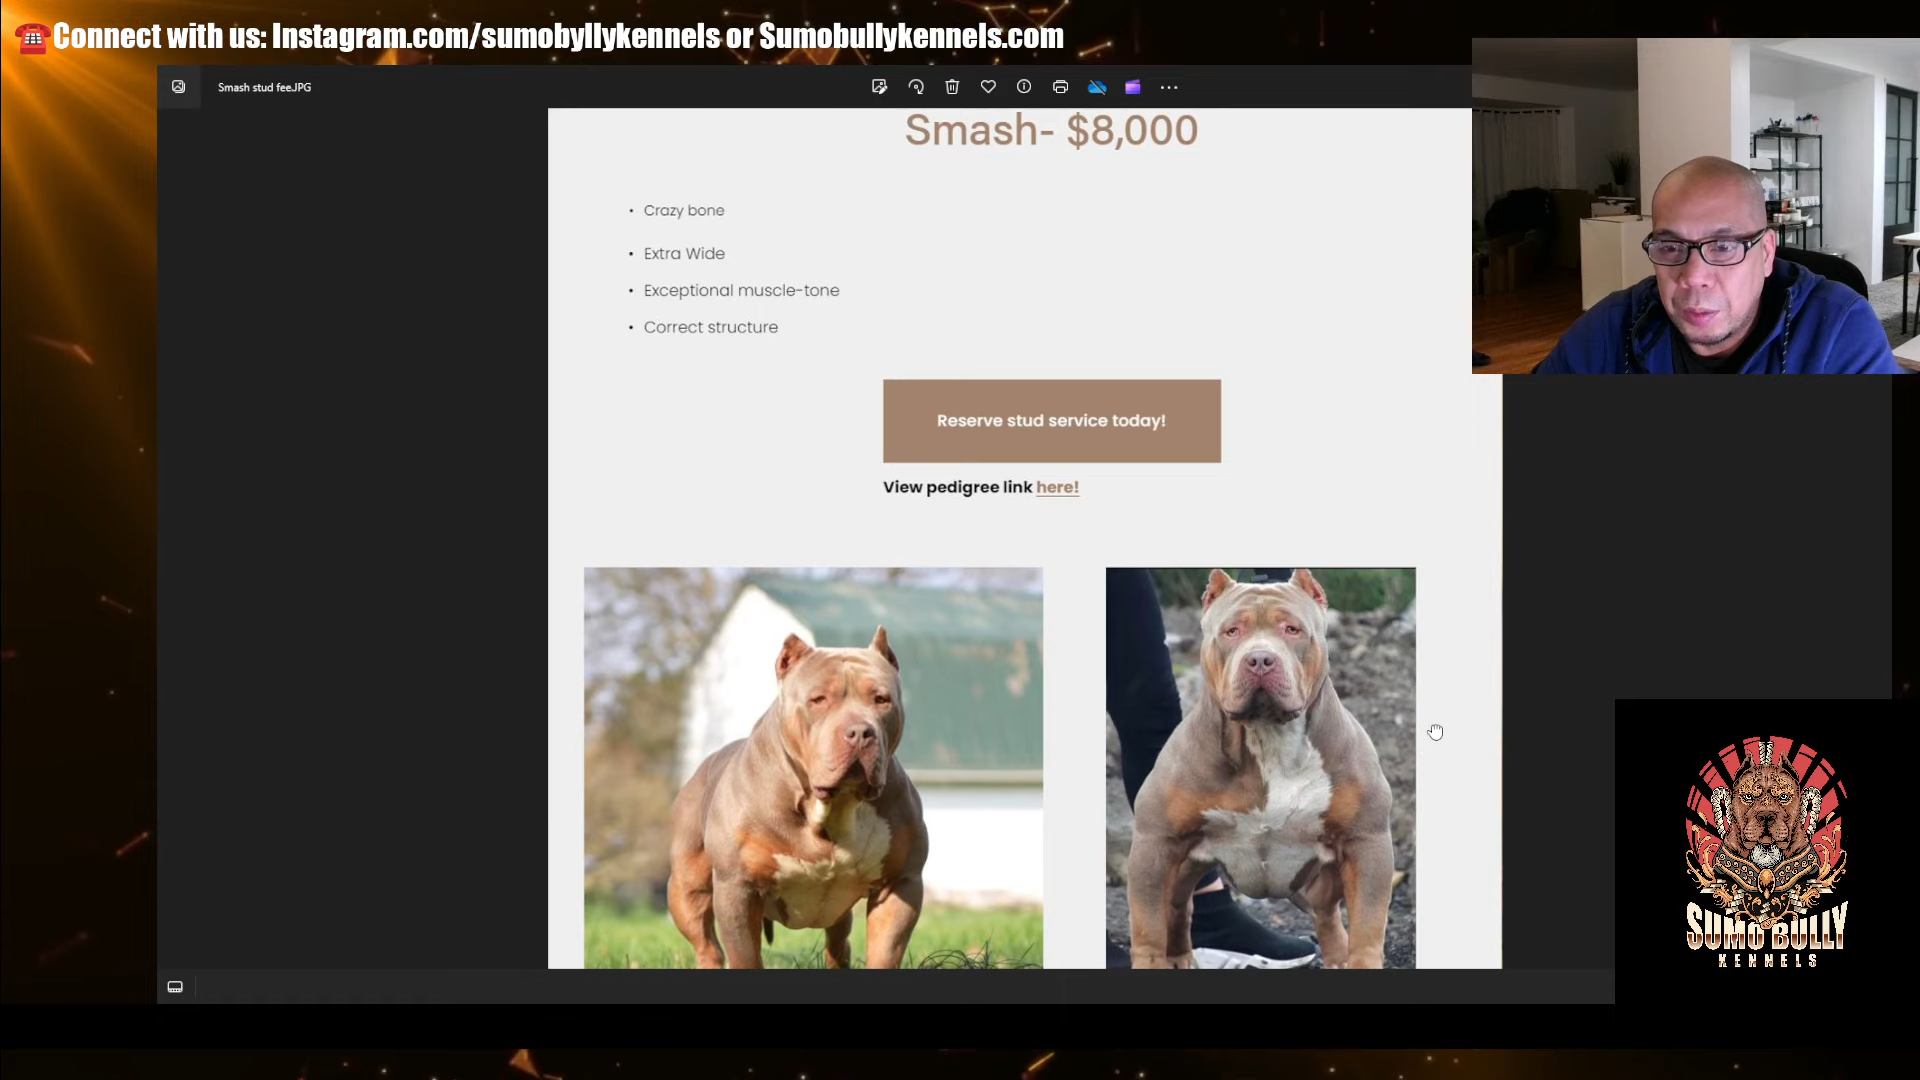 ☎️Connect with us: Instagram.com/sumobyllykennels or Sumobullykennels.com
Smash stud fee.JPG
Smash- $8,000
• Crazy bone
• Extra Wide
• Exceptional muscle-tone
• Correct structure
Reserve stud service today!
View pedigree link here!
SUMO BULLY
KENNELS